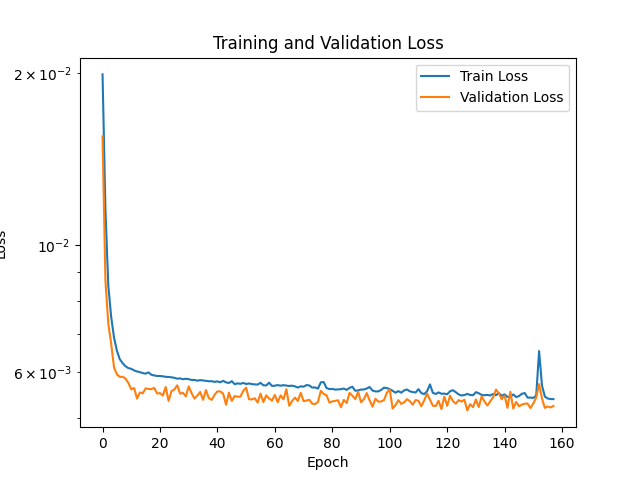 Training and Validation Loss
2 × 10⁻²
10⁻²
6 × 10⁻³
Loss
Train Loss
Validation Loss
0 20 40 60 80 100 120 140 160
Epoch